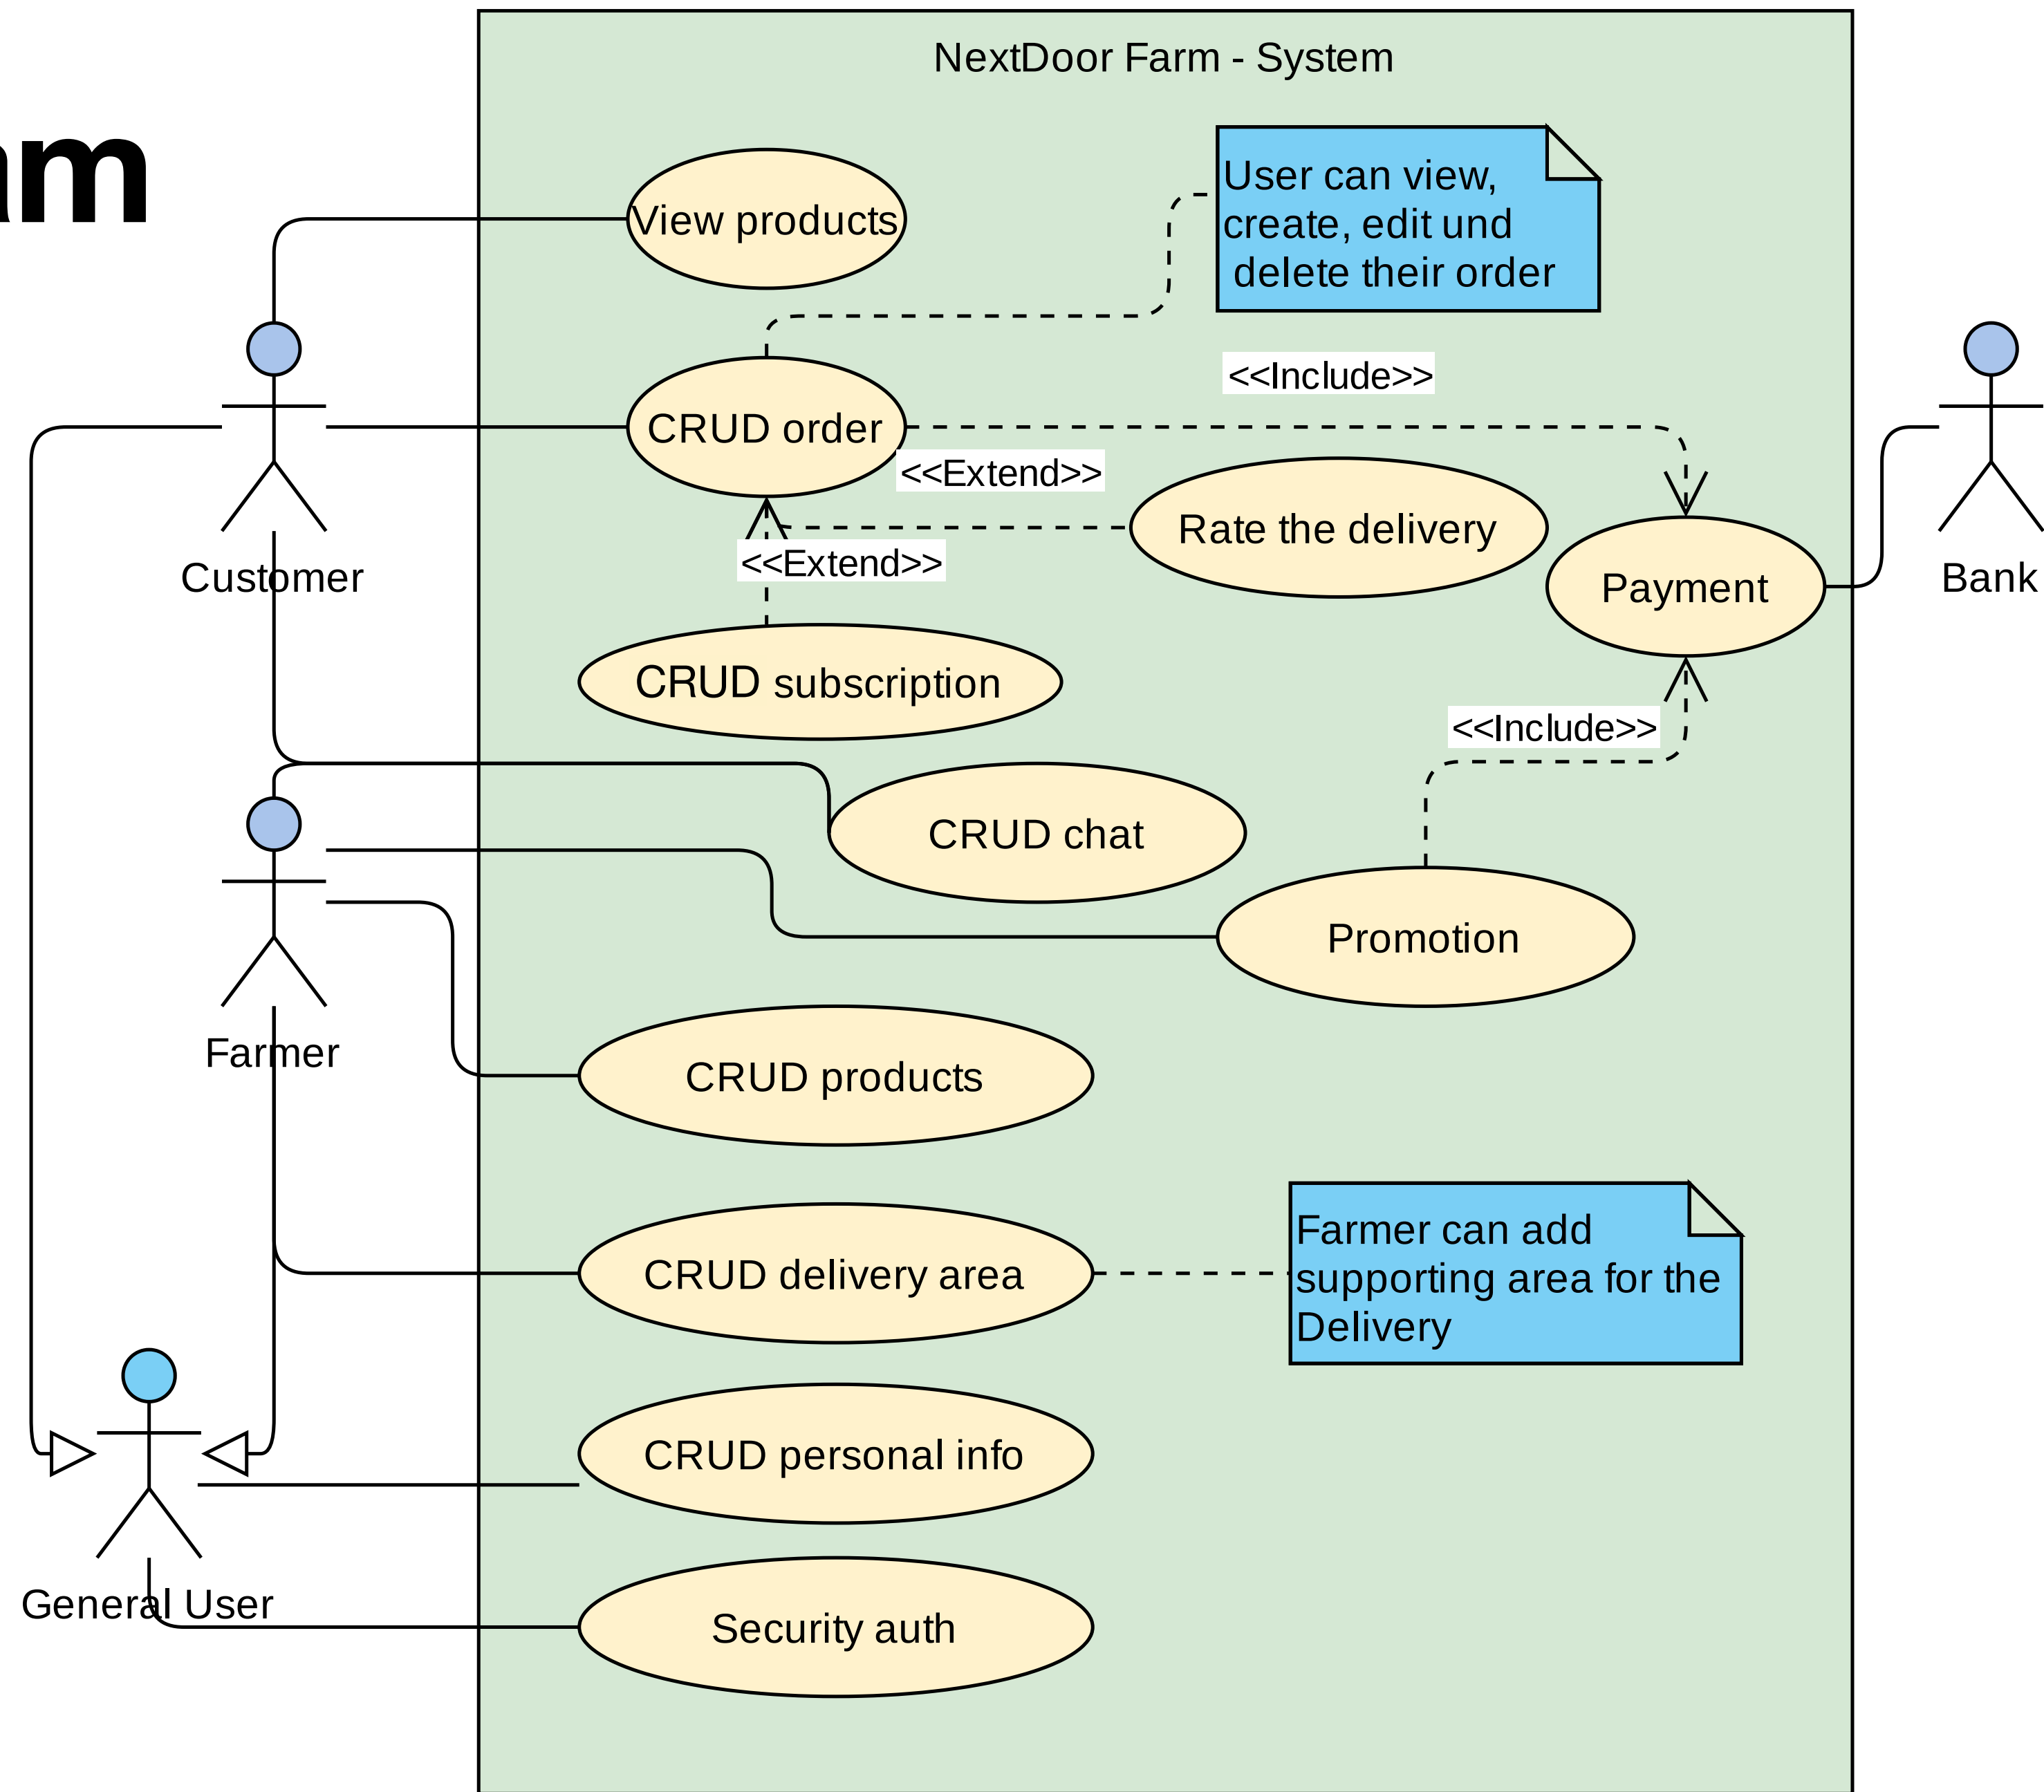 NextDoor Farm - System
am
User can view,
create, edit und
delete their order
View products
<<Include>>
CRUD order
<<Extend>>
Rate the delivery
<<Extend>>
Customer
Payment
Bank
CRUD subscription
<<Include>>
CRUD chat
Promotion
Farmer
CRUD products
Farmer can add
supporting area for the
Delivery
CRUD delivery area
CRUD personal info
General User
Security auth